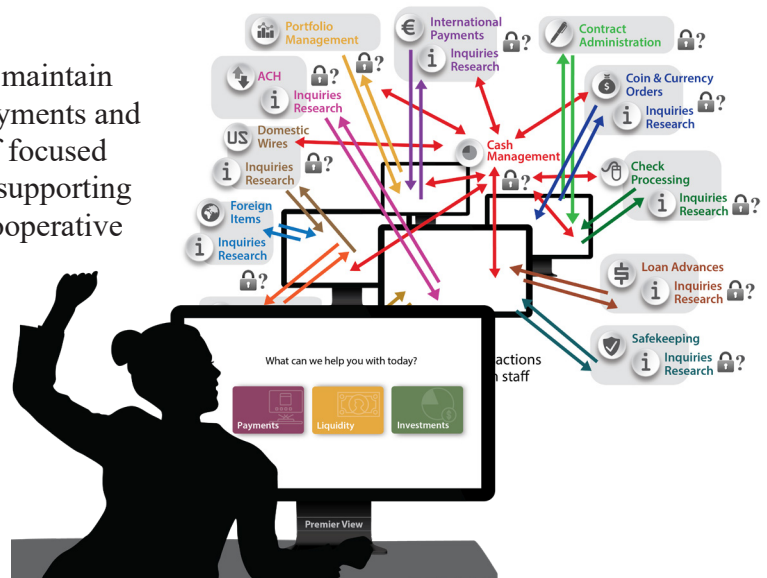 maintain
yments and
focused
supporting
ooperative
Portfolio
Management
?
€
International
Payments
i
Inquiries
Research
?
Contract
Administration
?
ACH
?
i
Inquiries
Research
?
$
Coin & Currency
Orders
i
Inquiries
Research
?
US
Domestic
Wires
i
Inquiries
Research
?
Cash
Management
?
Check
Processing
i
Inquiries
Research
?
Foreign
Items
i
Inquiries
Research
?
$
Loan Advances
i
Inquiries
Research
?
Safekeeping
i
Inquiries
Research
?
actions
staff
What can we help you with today?
Payments
Liquidity
$
Investments
Premier View